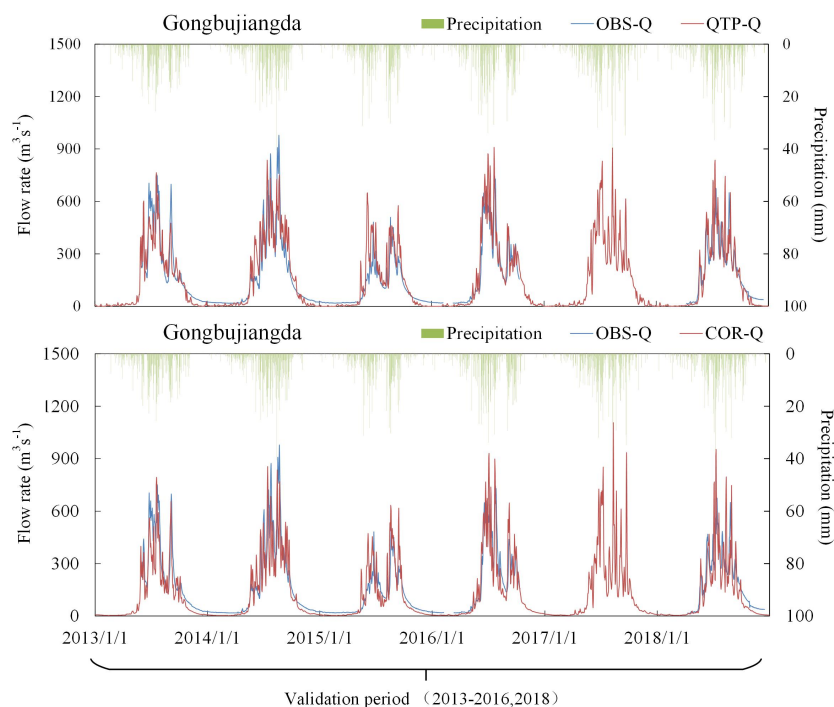 Gongbujiangda
Precipitation OBS-Q QTP-Q
1500 0
1200 20
900 40
600 60
300 80
0 100
Flow rate (m³s⁻¹)
Precipitation (mm)
Gongbujiangda
Precipitation OBS-Q COR-Q
1500 0
1200 20
900 40
600 60
300 80
0 100
Flow rate (m³s⁻¹)
Precipitation (mm)
2013/1/1 2014/1/1 2015/1/1 2016/1/1 2017/1/1 2018/1/1
Validation period （2013-2016,2018）